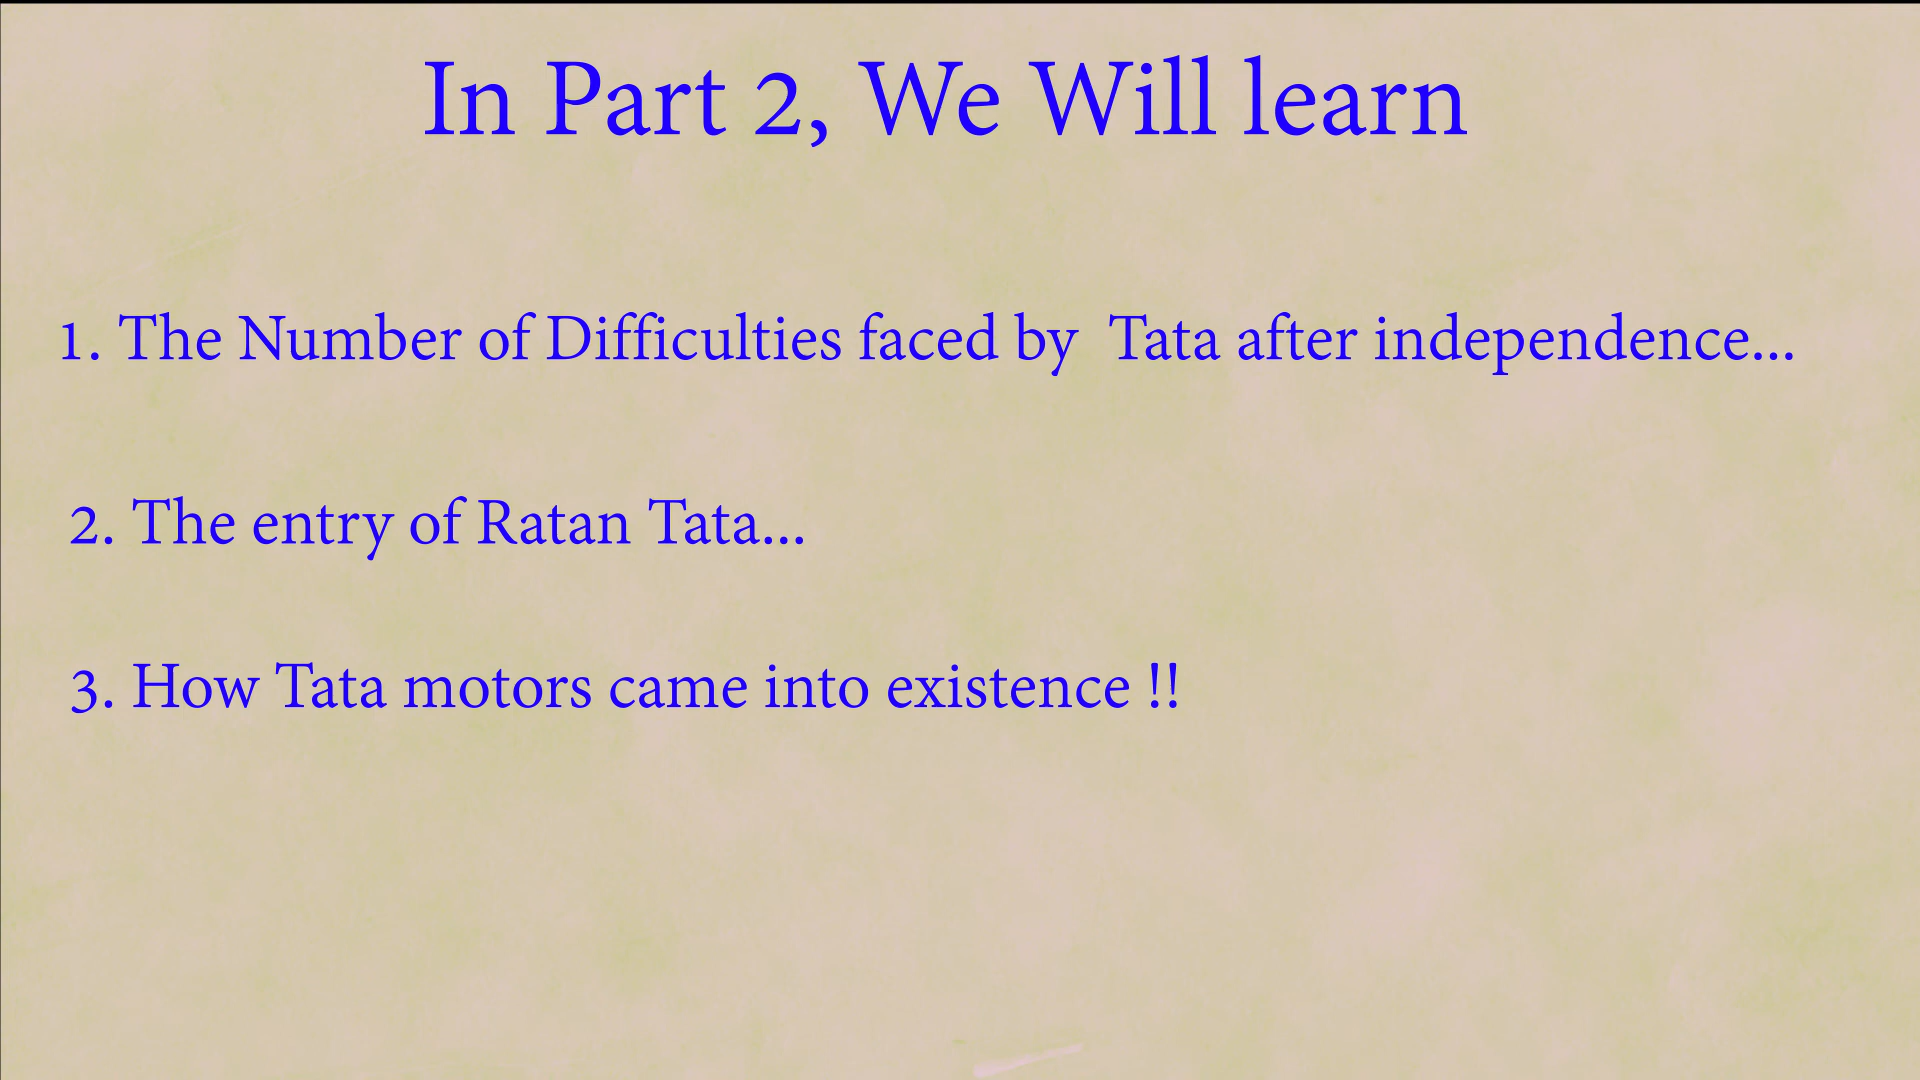 In Part 2, We Will learn
1. The Number of Difficulties faced by  Tata after independence...
2. The entry of Ratan Tata...
3. How Tata motors came into existence !!